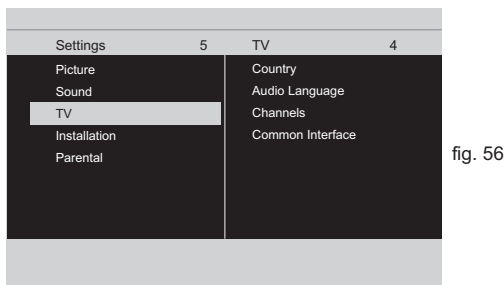 Settings 5
Picture
Sound
TV
Installation
Parental
TV 4
Country
Audio Language
Channels
Common Interface
fig. 56